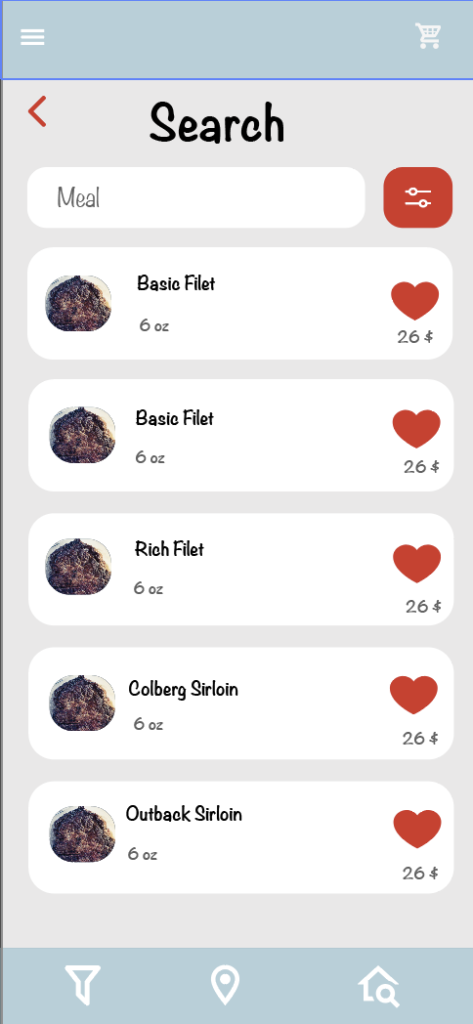 Search
Meal
Basic Filet
6 oz
26 $
Basic Filet
6 oz
26 $
Rich Filet
6 oz
26 $
Colberg Sirloin
6 oz
26 $
Outback Sirloin
6 oz
26 $